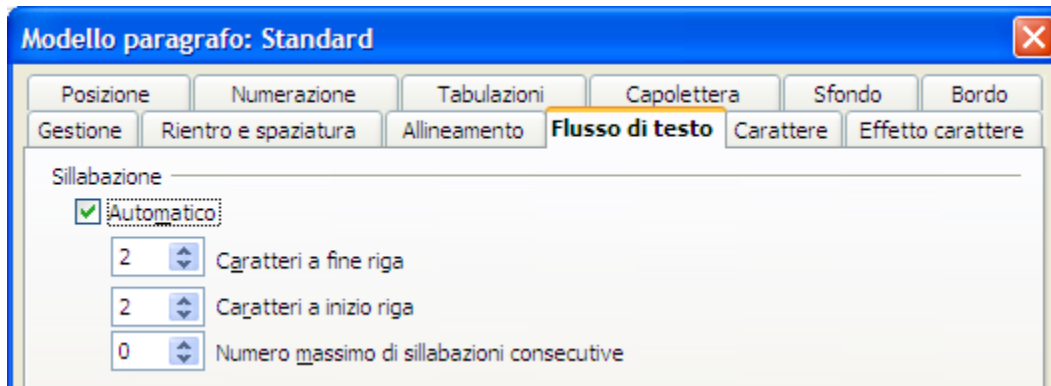 Modello paragrafo: Standard
Posizione Numerazione Tabulazioni Capolettera Sfondo Bordo
Gestione Rientro e spaziatura Allineamento Flusso di testo Carattere Effetto carattere
Sillabazione
Automatico
2 Caratteri a fine riga
2 Caratteri a inizio riga
0 Numero massimo di sillabazioni consecutive